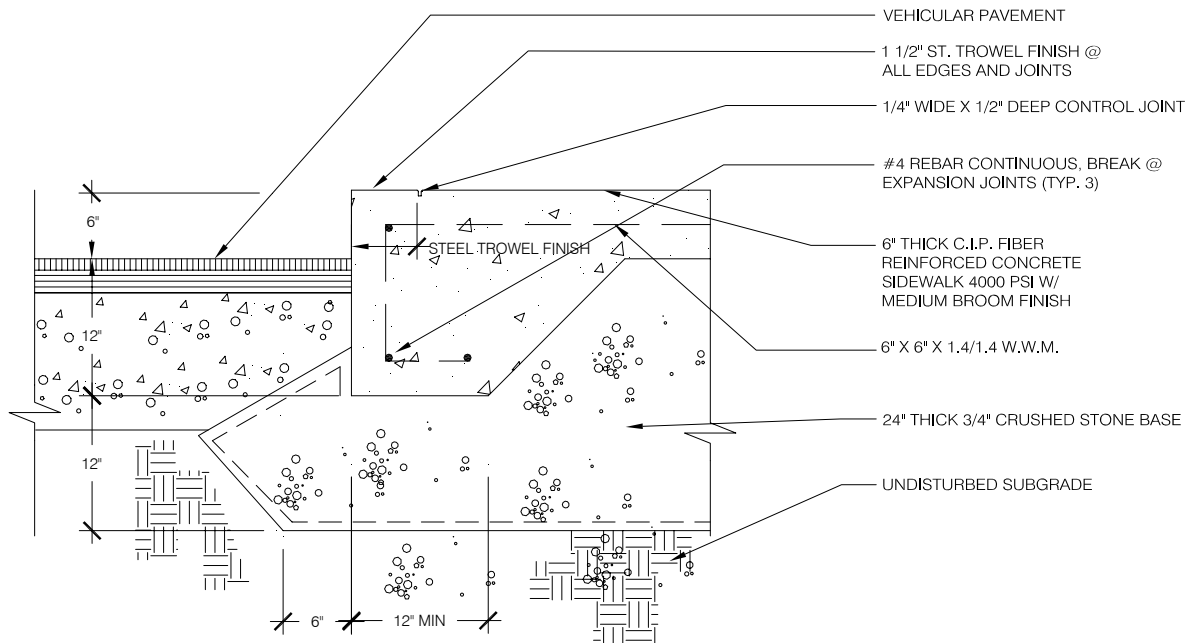 VEHICULAR PAVEMENT
1 1/2" ST. TROWEL FINISH @
ALL EDGES AND JOINTS
1/4" WIDE X 1/2" DEEP CONTROL JOINT
#4 REBAR CONTINUOUS, BREAK @
EXPANSION JOINTS (TYP. 3)
6"
STEEL TROWEL FINISH
6" THICK C.I.P. FIBER
REINFORCED CONCRETE
SIDEWALK 4000 PSI W/
MEDIUM BROOM FINISH
12"
6" X 6" X 1.4/1.4 W.W.M.
24" THICK 3/4" CRUSHED STONE BASE
12"
UNDISTURBED SUBGRADE
6"
12" MIN